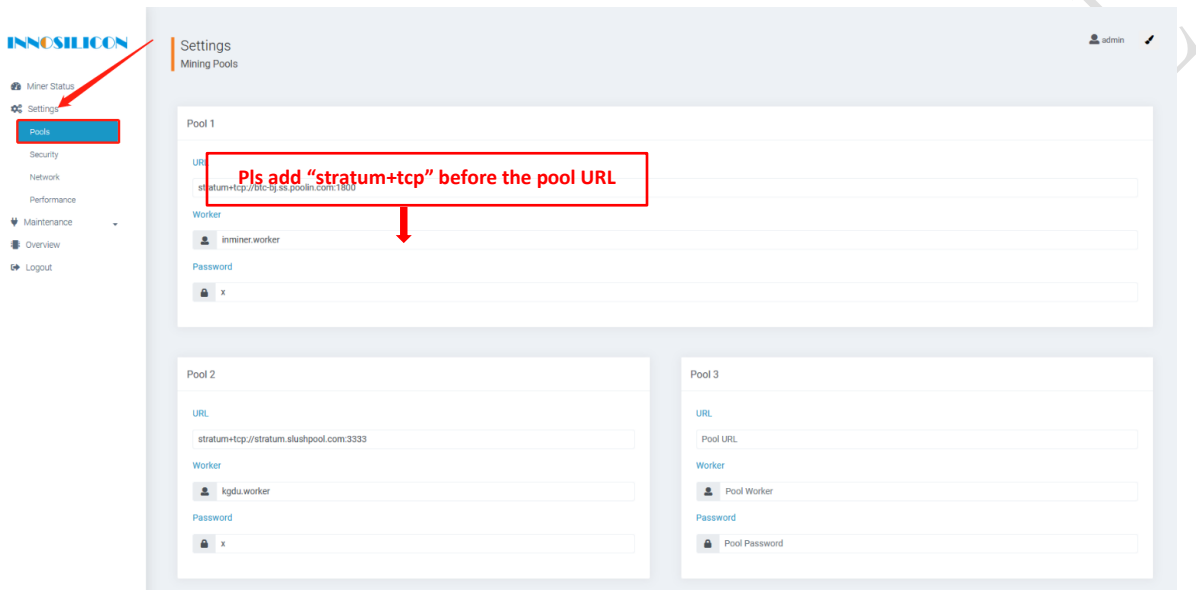 INNOSILICON
Miner Status
Settings
Pools
Security
Network
Performance
Maintenance
Overview
Logout
Settings
Mining Pools
admin
Pool 1
URL
Pls add “stratum+tcp” before the pool URL
stratum+tcp://btc-bj.ss.poolin.com:1800
Worker
inminer.worker
Password
x
Pool 2
URL
stratum+tcp://stratum.slushpool.com:3333
Worker
kgdu.worker
Password
x
Pool 3
URL
Pool URL
Worker
Pool Worker
Password
Pool Password